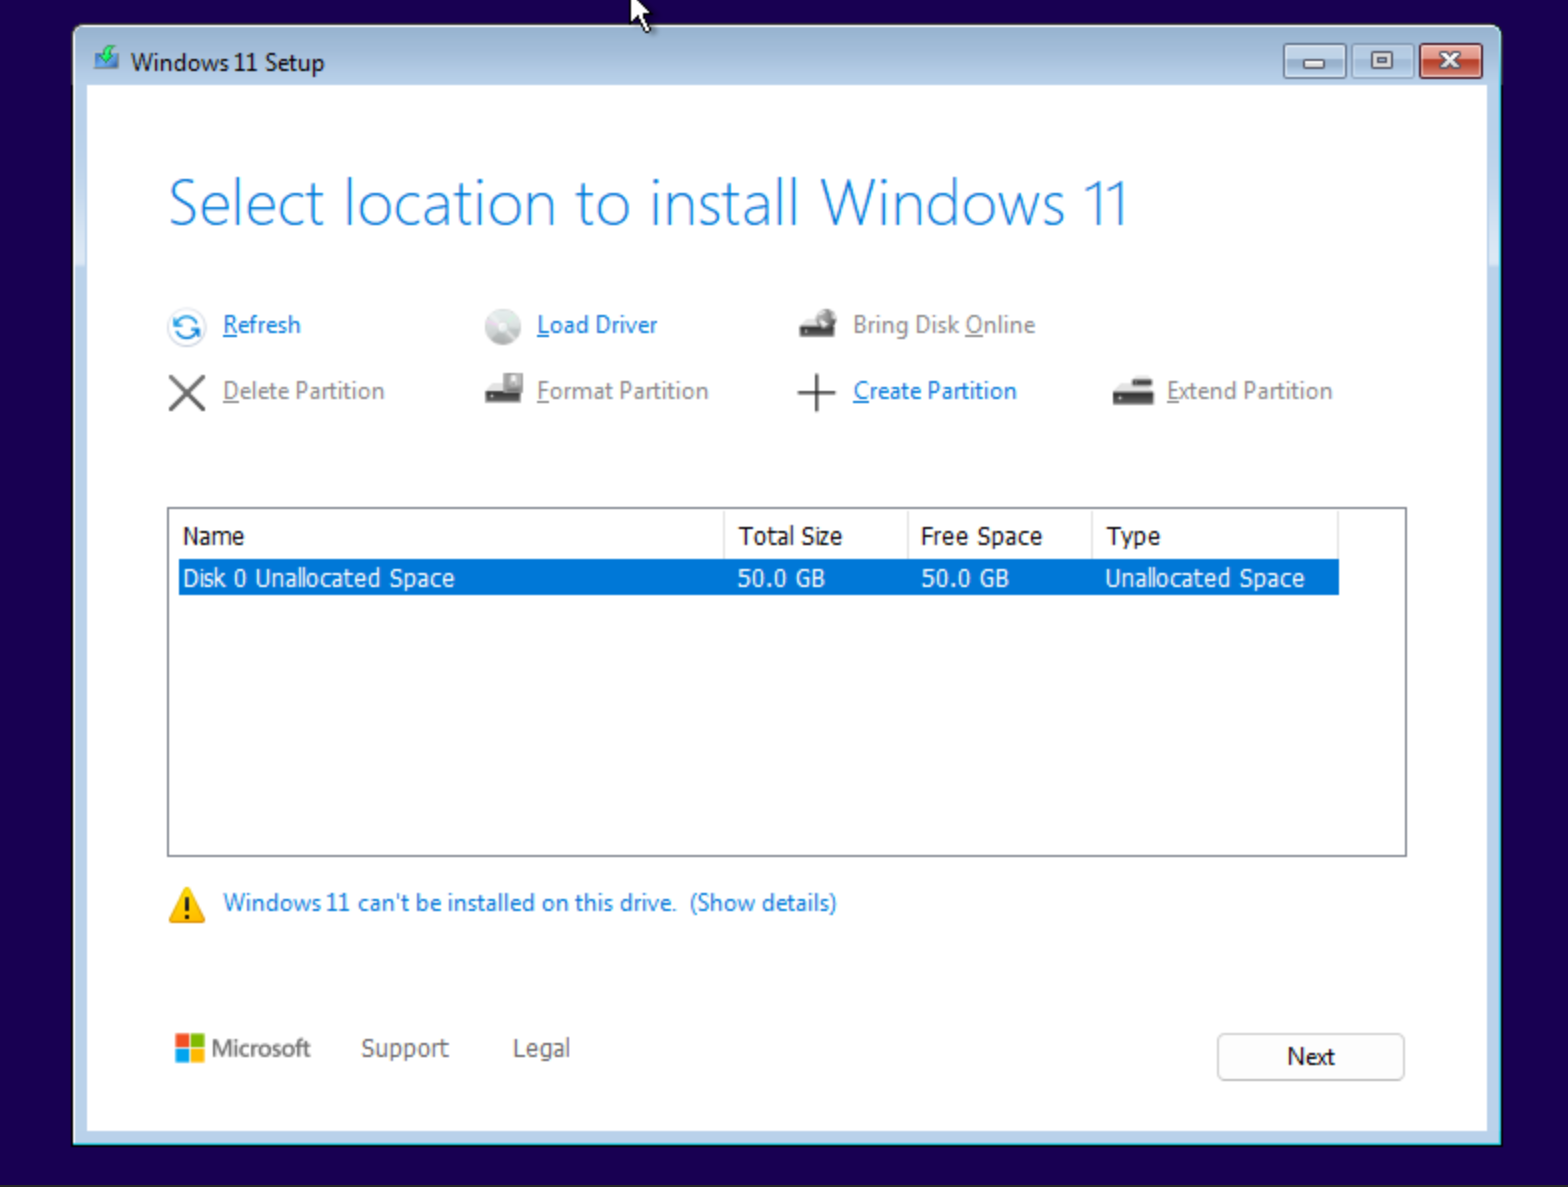 Windows 11 Setup
Select location to install Windows 11
Refresh Load Driver Bring Disk Online
Delete Partition Format Partition Create Partition Extend Partition
Name Total Size Free Space Type
Disk 0 Unallocated Space 50.0 GB 50.0 GB Unallocated Space
Windows 11 can't be installed on this drive. (Show details)
Microsoft Support Legal Next